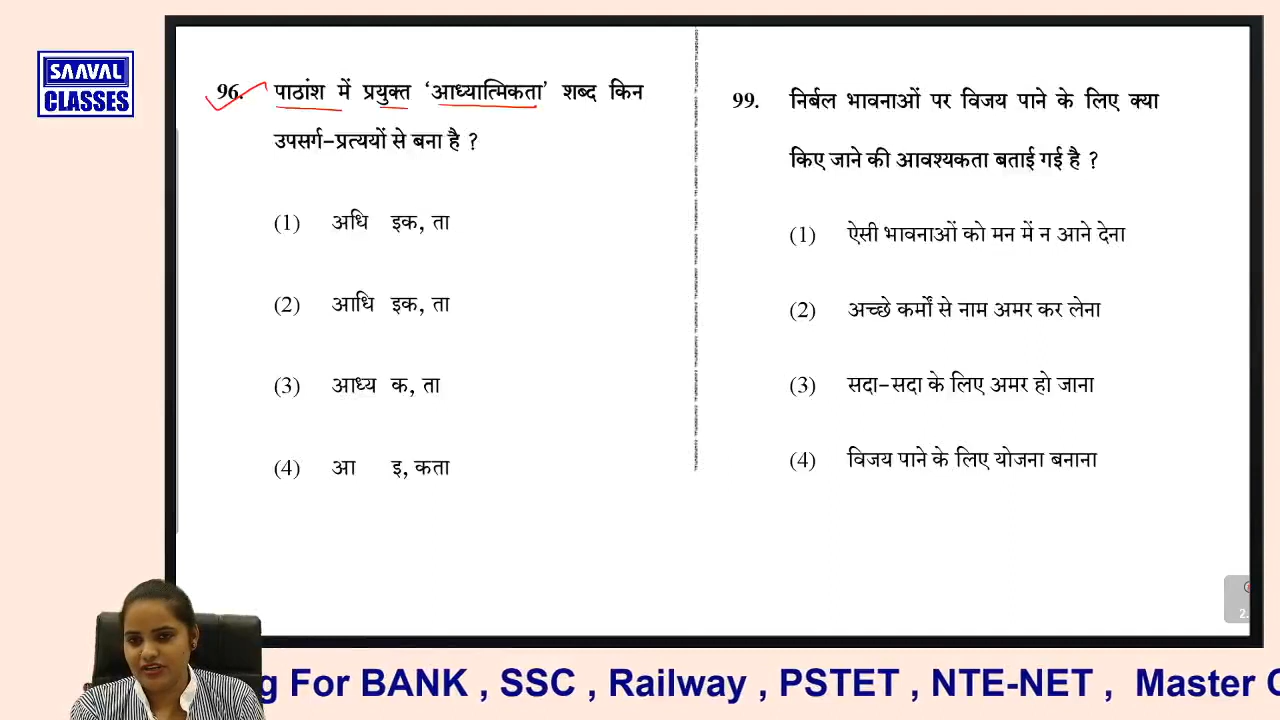 SAAVAL
CLASSES
96. पाठांश में प्रयुक्त ‘आध्यात्मिकता’ शब्द किन
उपसर्ग-प्रत्ययों से बना है ?
(1) अधि इक, ता
(2) आधि इक, ता
(3) आध्य क, ता
(4) आ इ, कता
99. निर्बल भावनाओं पर विजय पाने के लिए क्या
किए जाने की आवश्यकता बताई गई है ?
(1) ऐसी भावनाओं को मन में न आने देना
(2) अच्छे कर्मों से नाम अमर कर लेना
(3) सदा-सदा के लिए अमर हो जाना
(4) विजय पाने के लिए योजना बनाना
2.
g For BANK , SSC , Railway , PSTET , NTE-NET , Master C